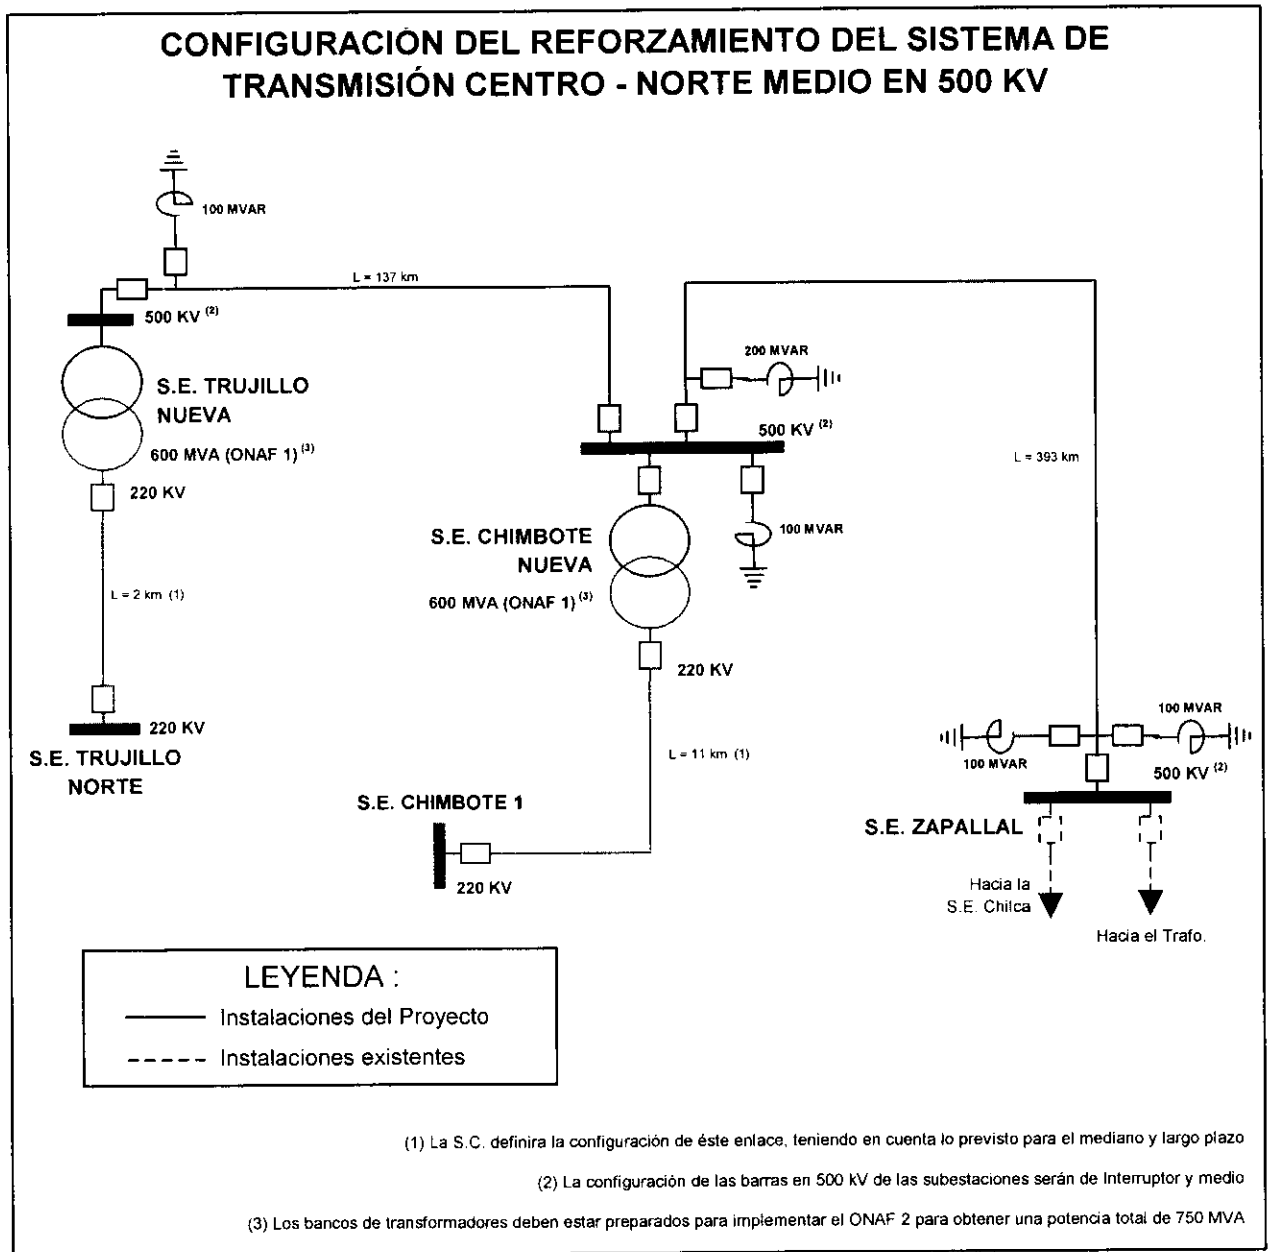 CONFIGURACIÓN DEL REFORZAMIENTO DEL SISTEMA DE
TRANSMISIÓN CENTRO - NORTE MEDIO EN 500 KV
100 MVAR
L = 137 km
500 KV (2)
S.E. TRUJILLO
NUEVA
600 MVA (ONAF 1) (3)
220 KV
L = 2 km (1)
220 KV
S.E. TRUJILLO
NORTE
200 MVAR
500 KV (2)
L = 393 km
S.E. CHIMBOTE
NUEVA
100 MVAR
600 MVA (ONAF 1) (3)
220 KV
L = 11 km (1)
S.E. CHIMBOTE 1
220 KV
100 MVAR
100 MVAR
500 KV (2)
S.E. ZAPALLAL
Hacia la
S.E. Chilca
Hacia el Trafo.
LEYENDA :
Instalaciones del Proyecto
Instalaciones existentes
(1) La S.C. definira la configuración de éste enlace, teniendo en cuenta lo previsto para el mediano y largo plazo
(2) La configuración de las barras en 500 kV de las subestaciones serán de Interruptor y medio
(3) Los bancos de transformadores deben estar preparados para implementar el ONAF 2 para obtener una potencia total de 750 MVA